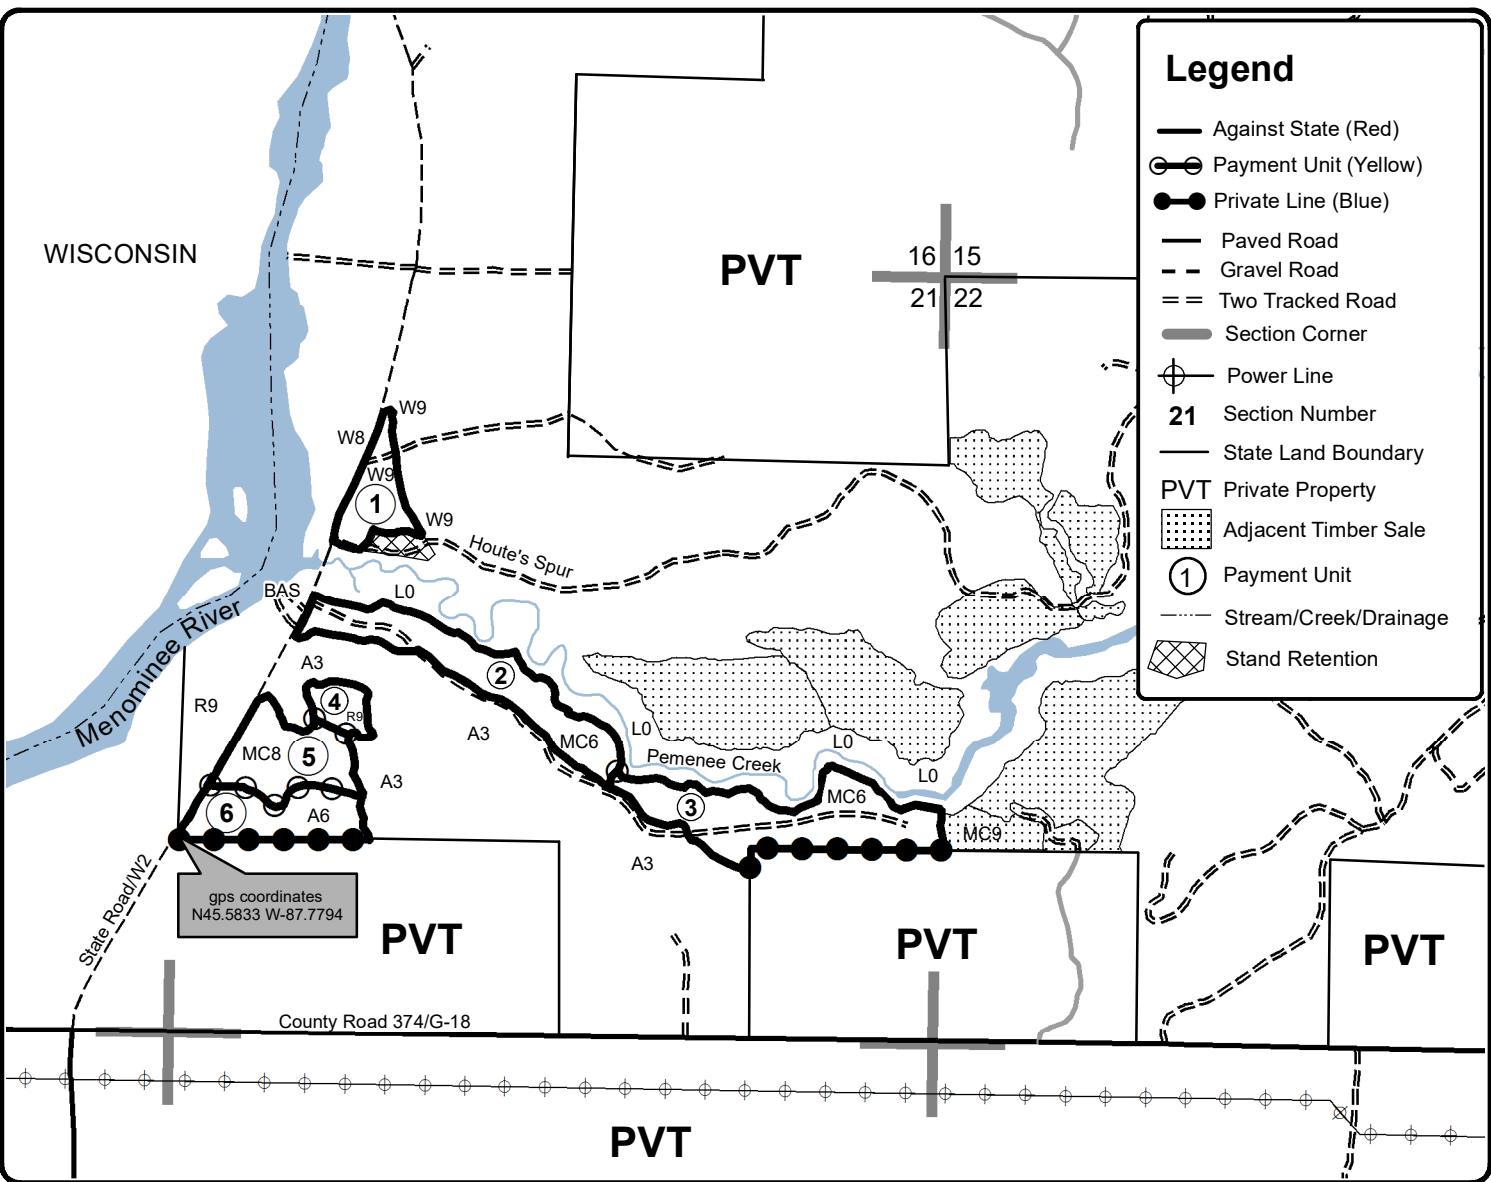 Legend
Against State (Red)
Payment Unit (Yellow)
Private Line (Blue)
Paved Road
Gravel Road
Two Tracked Road
Section Corner
Power Line
21 Section Number
State Land Boundary
PVT Private Property
Adjacent Timber Sale
1 Payment Unit
Stream/Creek/Drainage
Stand Retention
WISCONSIN
PVT
16 15
21 22
W9
W8
W9
1
W9
Houte's Spur
BAS
L0
Menominee River
A3
2
4
R9
R9
A3
MC6
L0
L0
Pemenee Creek
L0
MC8
5
A3
MC6
3
6
A6
MC9
A3
gps coordinates
N45.5833 W-87.7794
State Road/W2
PVT
PVT
PVT
County Road 374/G-18
PVT